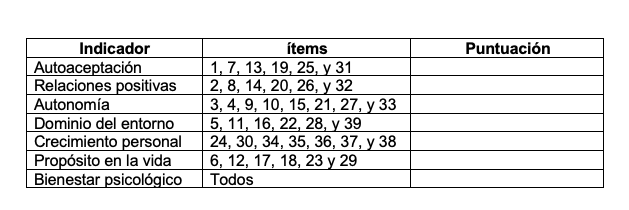 Indicador ítems Puntuación
Autoaceptación 1, 7, 13, 19, 25, y 31
Relaciones positivas 2, 8, 14, 20, 26, y 32
Autonomía 3, 4, 9, 10, 15, 21, 27, y 33
Dominio del entorno 5, 11, 16, 22, 28, y 39
Crecimiento personal 24, 30, 34, 35, 36, 37, y 38
Propósito en la vida 6, 12, 17, 18, 23 y 29
Bienestar psicológico Todos